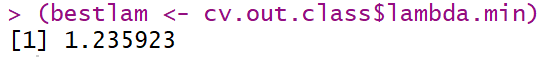 > (bestlam <- cv.out.class$lambda.min)
[1] 1.235923